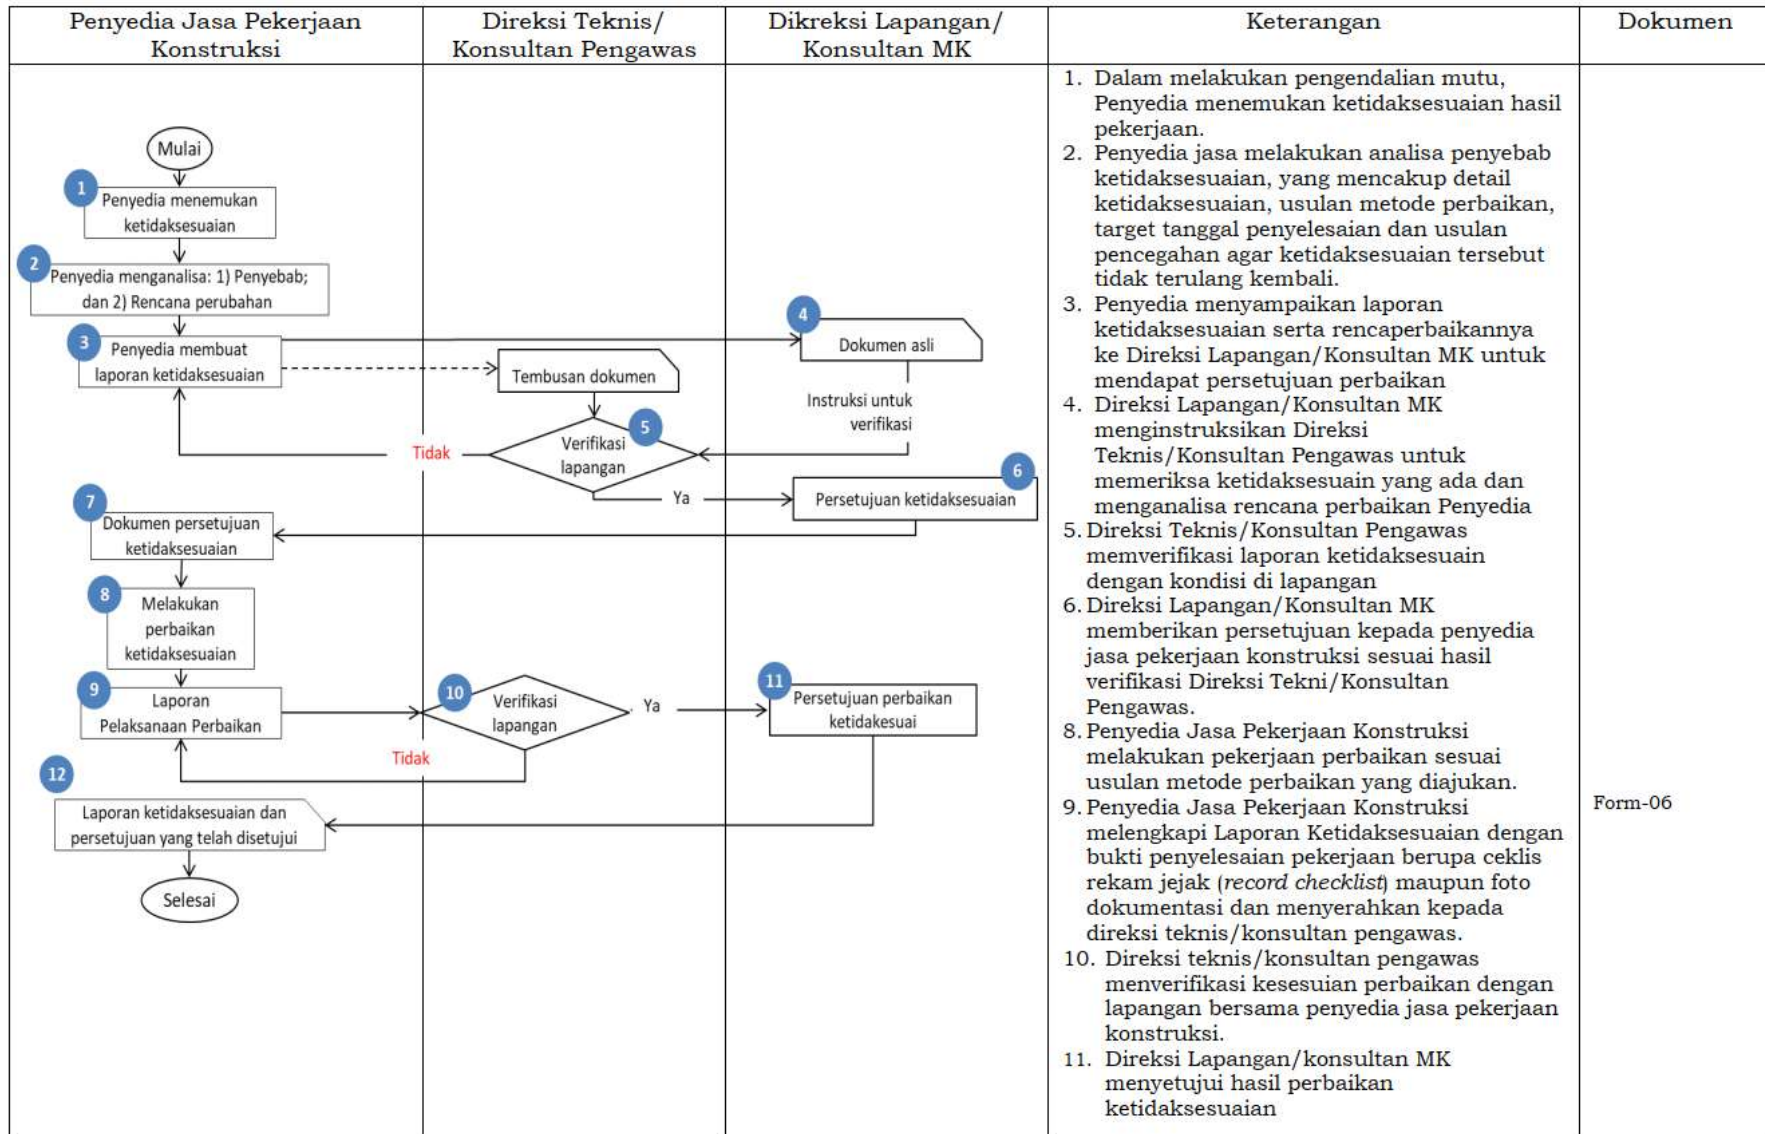 Penyedia Jasa Pekerjaan
Konstruksi
Direksi Teknis/
Konsultan Pengawas
Dikreksi Lapangan/
Konsultan MK
Keterangan
Dokumen
Mulai
1
Penyedia menemukan
ketidaksesuaian
2
Penyedia menganalisa: 1) Penyebab;
dan 2) Rencana perubahan
3
Penyedia membuat
laporan ketidaksesuaian
4
Dokumen asli
Tembusan dokumen
Instruksi untuk
verifikasi
5
Verifikasi
lapangan
Tidak
Ya
6
Persetujuan ketidaksesuaian
7
Dokumen persetujuan
ketidaksesuaian
8
Melakukan
perbaikan
ketidaksesuaian
9
Laporan
Pelaksanaan Perbaikan
10
Verifikasi
lapangan
Ya
Tidak
11
Persetujuan perbaikan
ketidakesuai
12
Laporan ketidaksesuaian dan
persetujuan yang telah disetujui
Selesai
1. Dalam melakukan pengendalian mutu,
Penyedia menemukan ketidaksesuaian hasil
pekerjaan.
2. Penyedia jasa melakukan analisa penyebab
ketidaksesuaian, yang mencakup detail
ketidaksesuaian, usulan metode perbaikan,
target tanggal penyelesaian dan usulan
pencegahan agar ketidaksesuaian tersebut
tidak terulang kembali.
3. Penyedia menyampaikan laporan
ketidaksesuaian serta rencaperbaikannya
ke Direksi Lapangan/Konsultan MK untuk
mendapat persetujuan perbaikan
4. Direksi Lapangan/Konsultan MK
menginstruksikan Direksi
Teknis/Konsultan Pengawas untuk
memeriksa ketidaksesuain yang ada dan
menganalisa rencana perbaikan Penyedia
5. Direksi Teknis/Konsultan Pengawas
memverifikasi laporan ketidaksesuain
dengan kondisi di lapangan
6. Direksi Lapangan/Konsultan MK
memberikan persetujuan kepada penyedia
jasa pekerjaan konstruksi sesuai hasil
verifikasi Direksi Tekni/Konsultan
Pengawas.
8. Penyedia Jasa Pekerjaan Konstruksi
melakukan pekerjaan perbaikan sesuai
usulan metode perbaikan yang diajukan.
9. Penyedia Jasa Pekerjaan Konstruksi
melengkapi Laporan Ketidaksesuaian dengan
bukti penyelesaian pekerjaan berupa ceklis
rekam jejak (record checklist) maupun foto
dokumentasi dan menyerahkan kepada
direksi teknis/konsultan pengawas.
10. Direksi teknis/konsultan pengawas
menverifikasi kesesuian perbaikan dengan
lapangan bersama penyedia jasa pekerjaan
konstruksi.
11. Direksi Lapangan/konsultan MK
menyetujui hasil perbaikan
ketidaksesuaian
Form-06